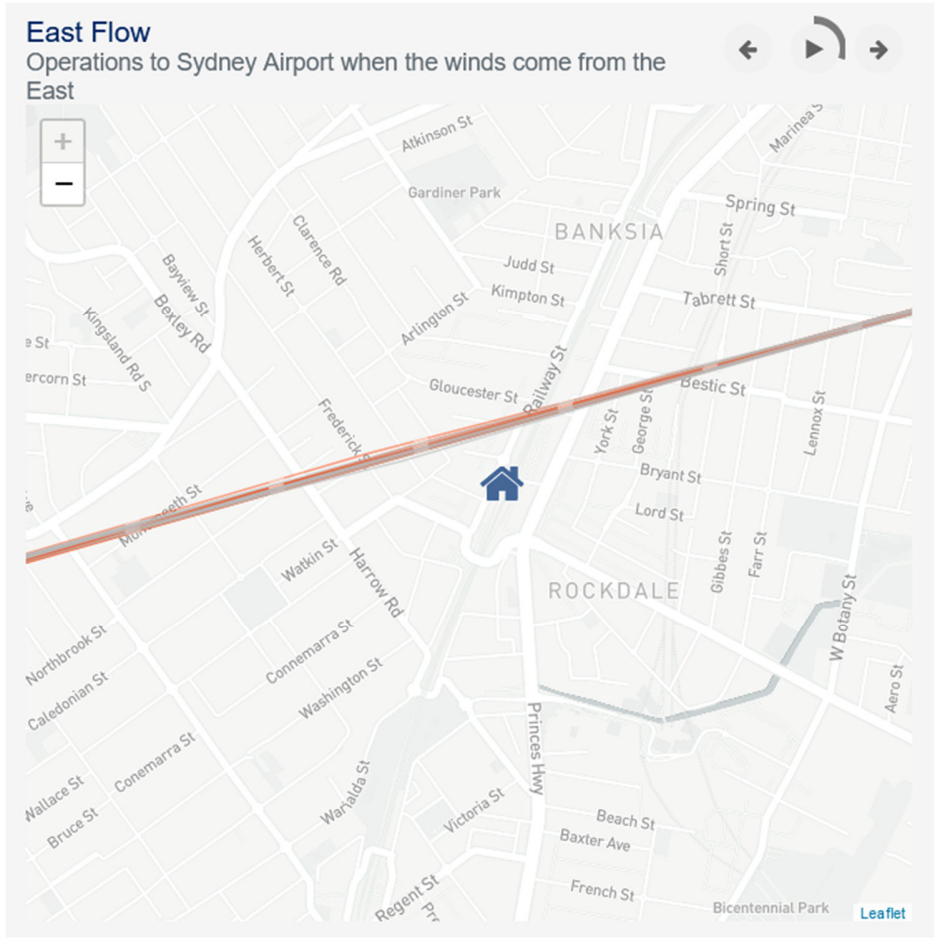 East Flow
Operations to Sydney Airport when the winds come from the
East
+
−
Atkinson St
Marinea S
Gardiner Park
Spring St
BANKSIA
Clarence Rd
Herbert St
Short St
Judd St
Bayview St
Kimpton St
Tabrett St
Arlington St
Bexley Rd
Kingsland Rd S
e St
ercorn St
Railway St
Gloucester St
Bestic St
Lennox St
George St
York St
Frederick
Bryant St
Lord St
Watkin St
Gibbes St
Farr St
Harrow Rd
ROCKDALE
W Botany St
Northbrook St
Connemarra St
Caledonian St
Washington St
Aero St
Princes Hwy
Conemarra St
Wallace St
Warialda St
Bruce St
Victoria St
Beach St
Baxter Ave
French St
Regent St
Pr
Bicentennial Park
Leaflet